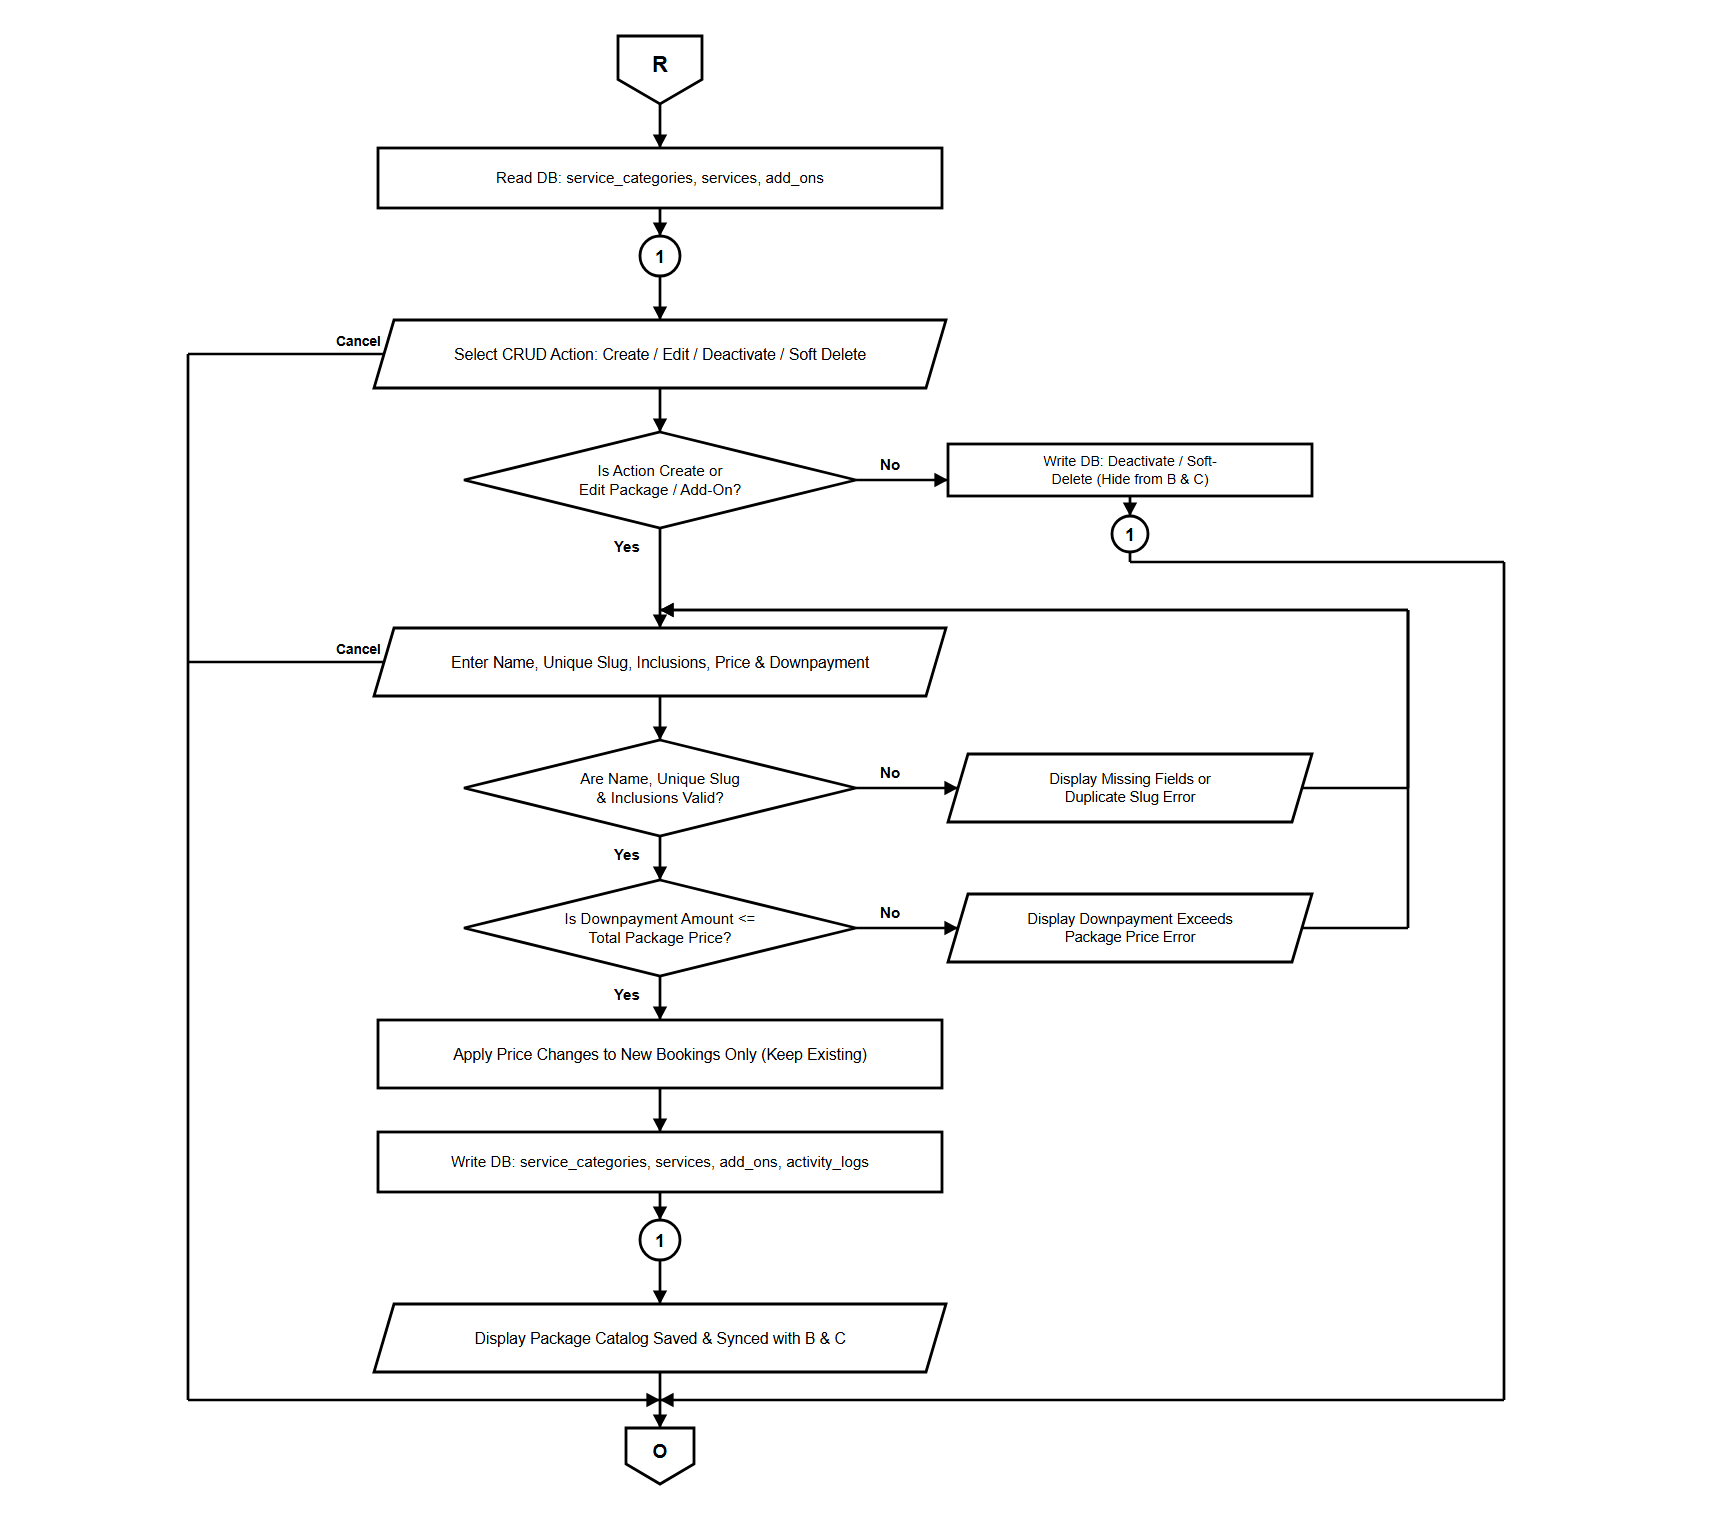 R
Read DB: service_categories, services, add_ons
1
Cancel
Select CRUD Action: Create / Edit / Deactivate / Soft Delete
Is Action Create or
Edit Package / Add-On?
No
Write DB: Deactivate / Soft-
Delete (Hide from B & C)
1
Yes
Cancel
Enter Name, Unique Slug, Inclusions, Price & Downpayment
Are Name, Unique Slug
& Inclusions Valid?
No
Display Missing Fields or
Duplicate Slug Error
Yes
Is Downpayment Amount <=
Total Package Price?
No
Display Downpayment Exceeds
Package Price Error
Yes
Apply Price Changes to New Bookings Only (Keep Existing)
Write DB: service_categories, services, add_ons, activity_logs
1
Display Package Catalog Saved & Synced with B & C
O